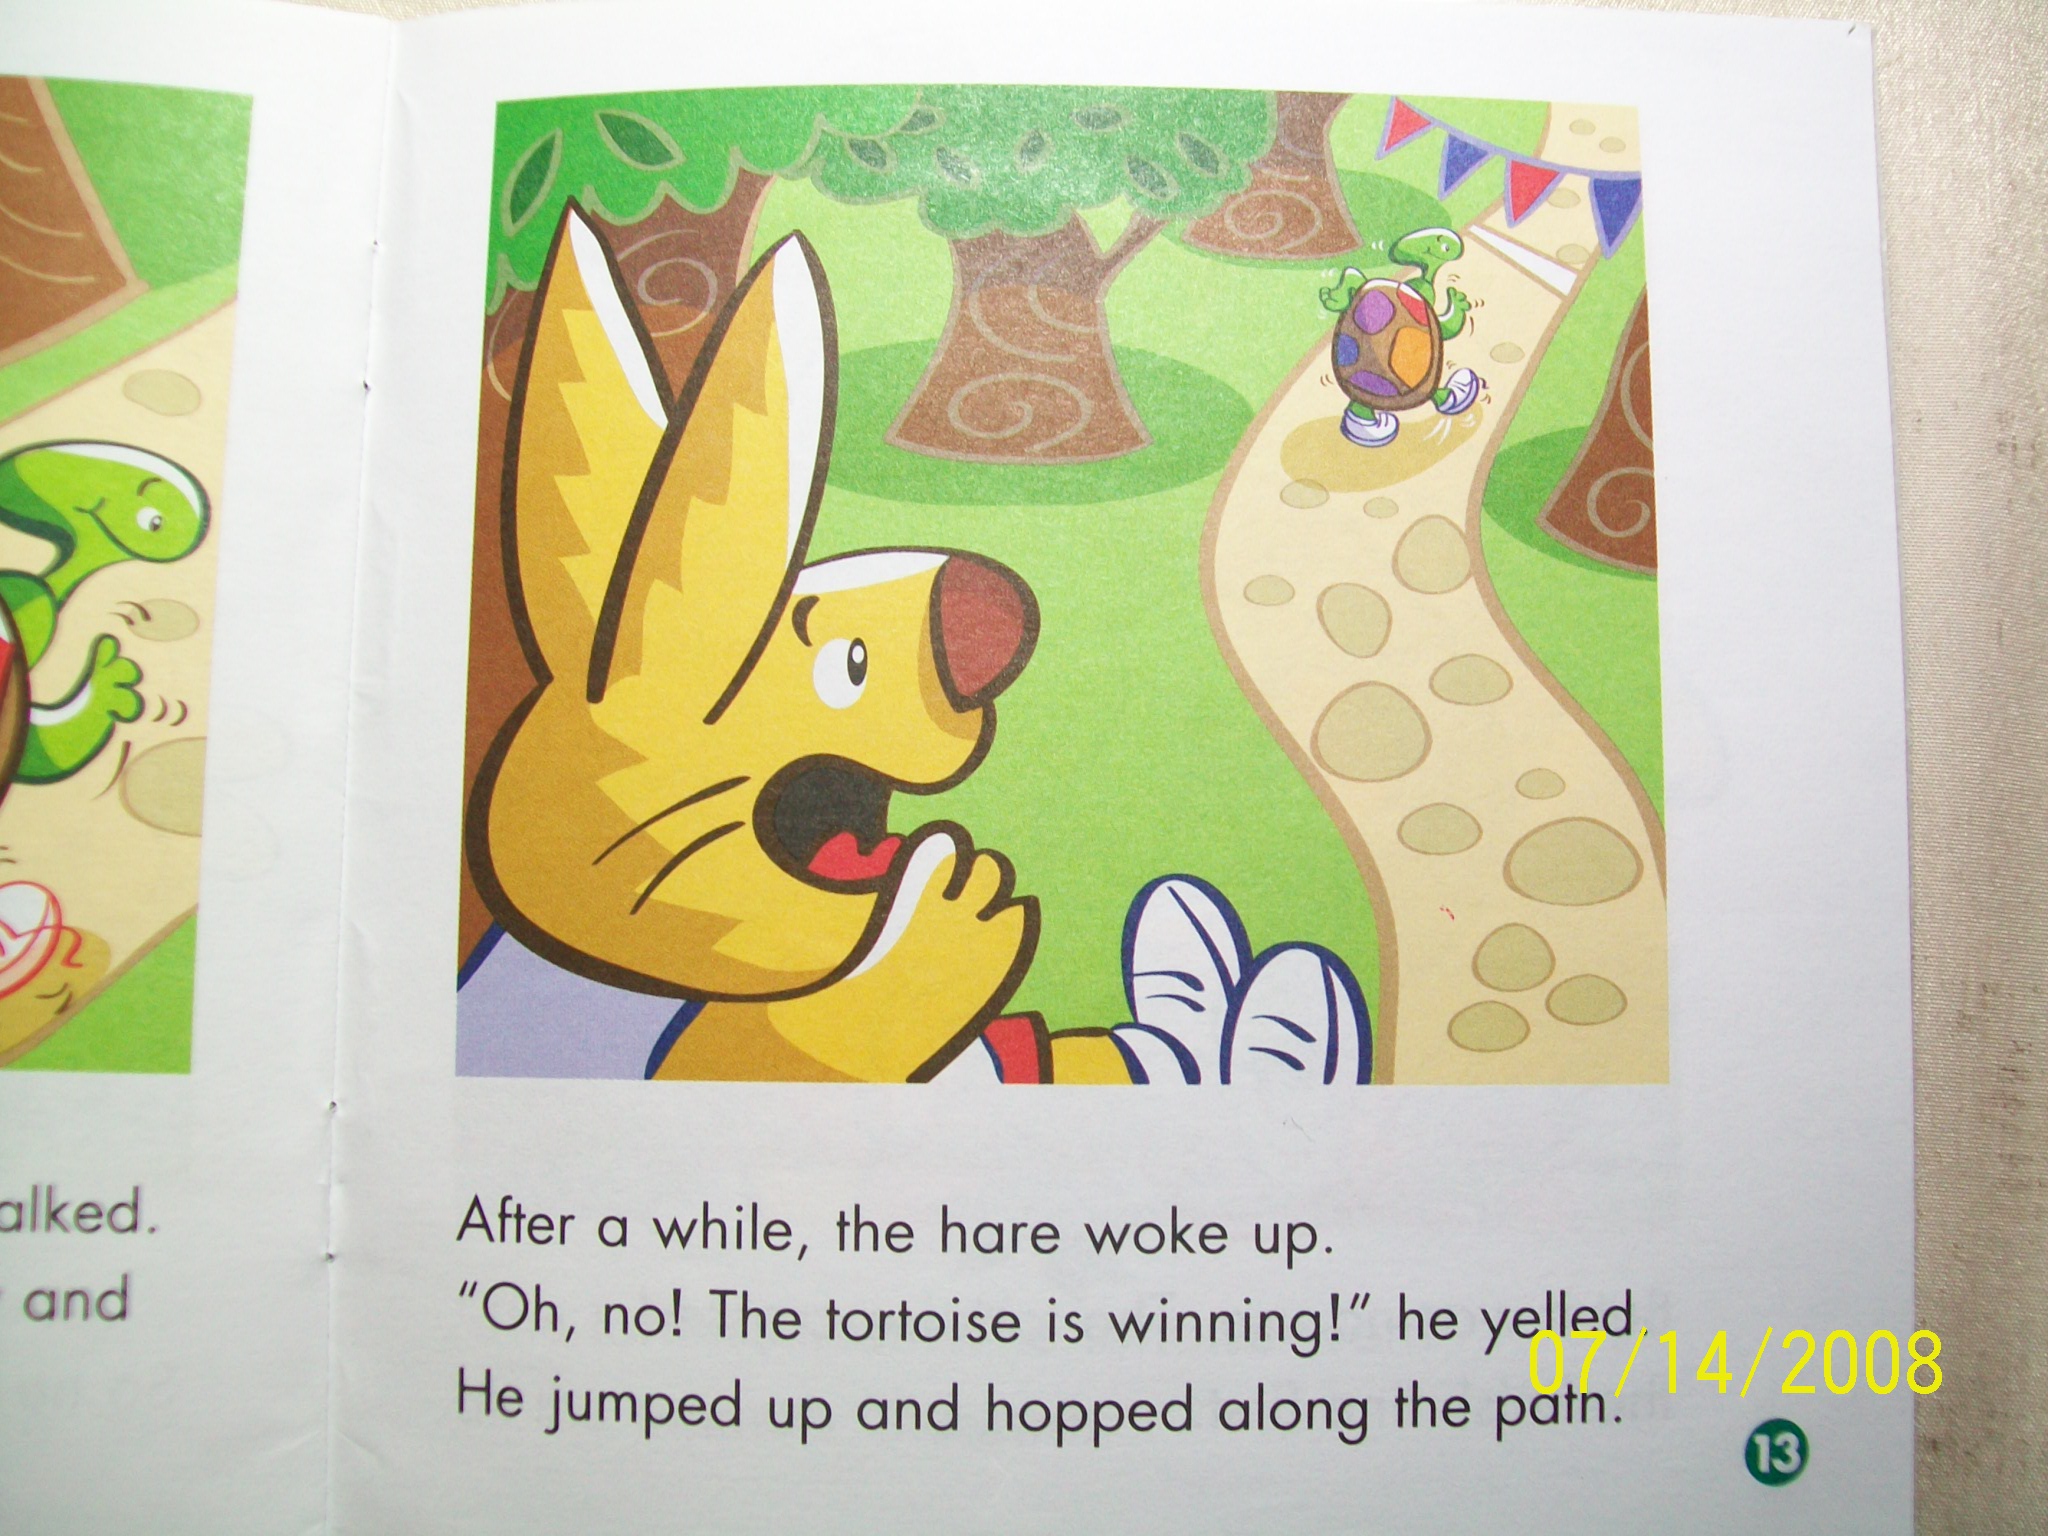 alked.
and
After a while, the hare woke up.
“Oh, no! The tortoise is winning!” he yelled.
He jumped up and hopped along the path.
07/14/2008
13